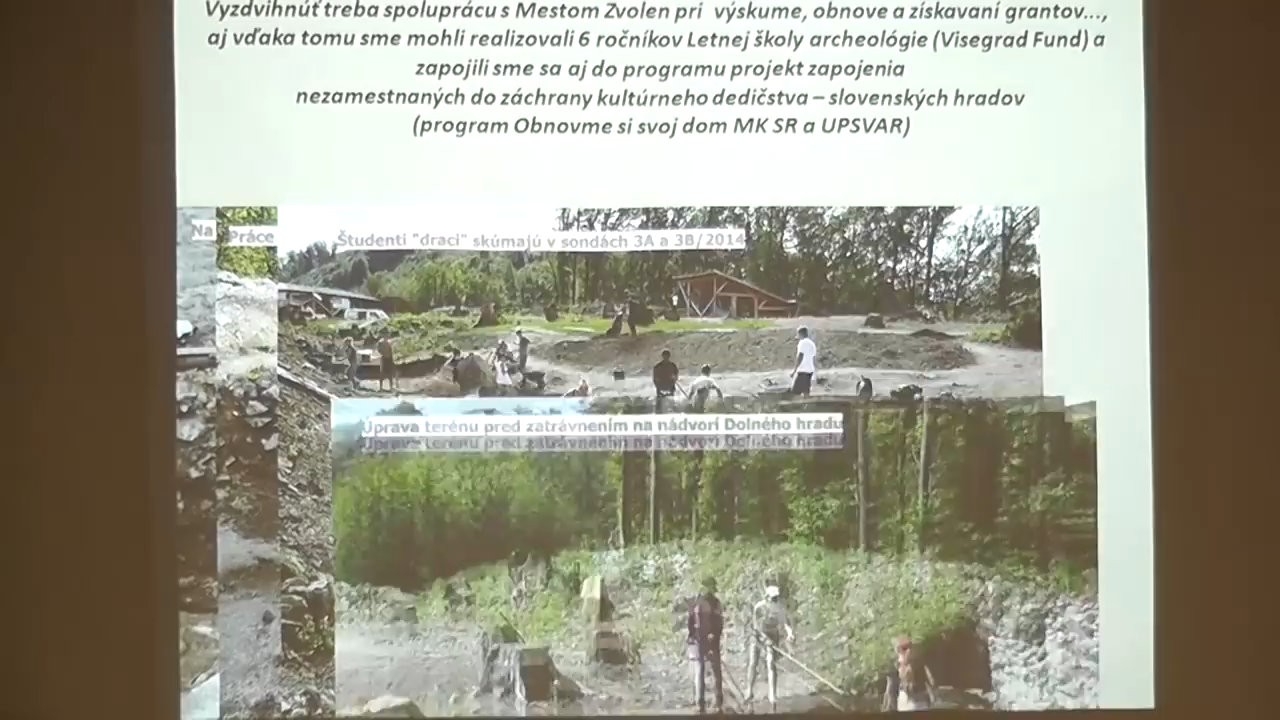 Vyzdvihnúť treba spoluprácu s Mestom Zvolen pri výskume, obnove a získavaní grantov...,
aj vďaka tomu sme mohli realizovali 6 ročníkov Letnej školy archeológie (Visegrad Fund) a
zapojili sme sa aj do programu projekt zapojenia
nezamestnaných do záchrany kultúrneho dedičstva – slovenských hradov
(program Obnovme si svoj dom MK SR a UPSVAR)
Na Práce Študenti "draci" skúmajú v sondách 3A a 3B/2014
Úprava terénu pred zatrávnením na nádvorí Dolného hradu
Úprava terénu pred zatrávnením na nádvorí Dolného hradu